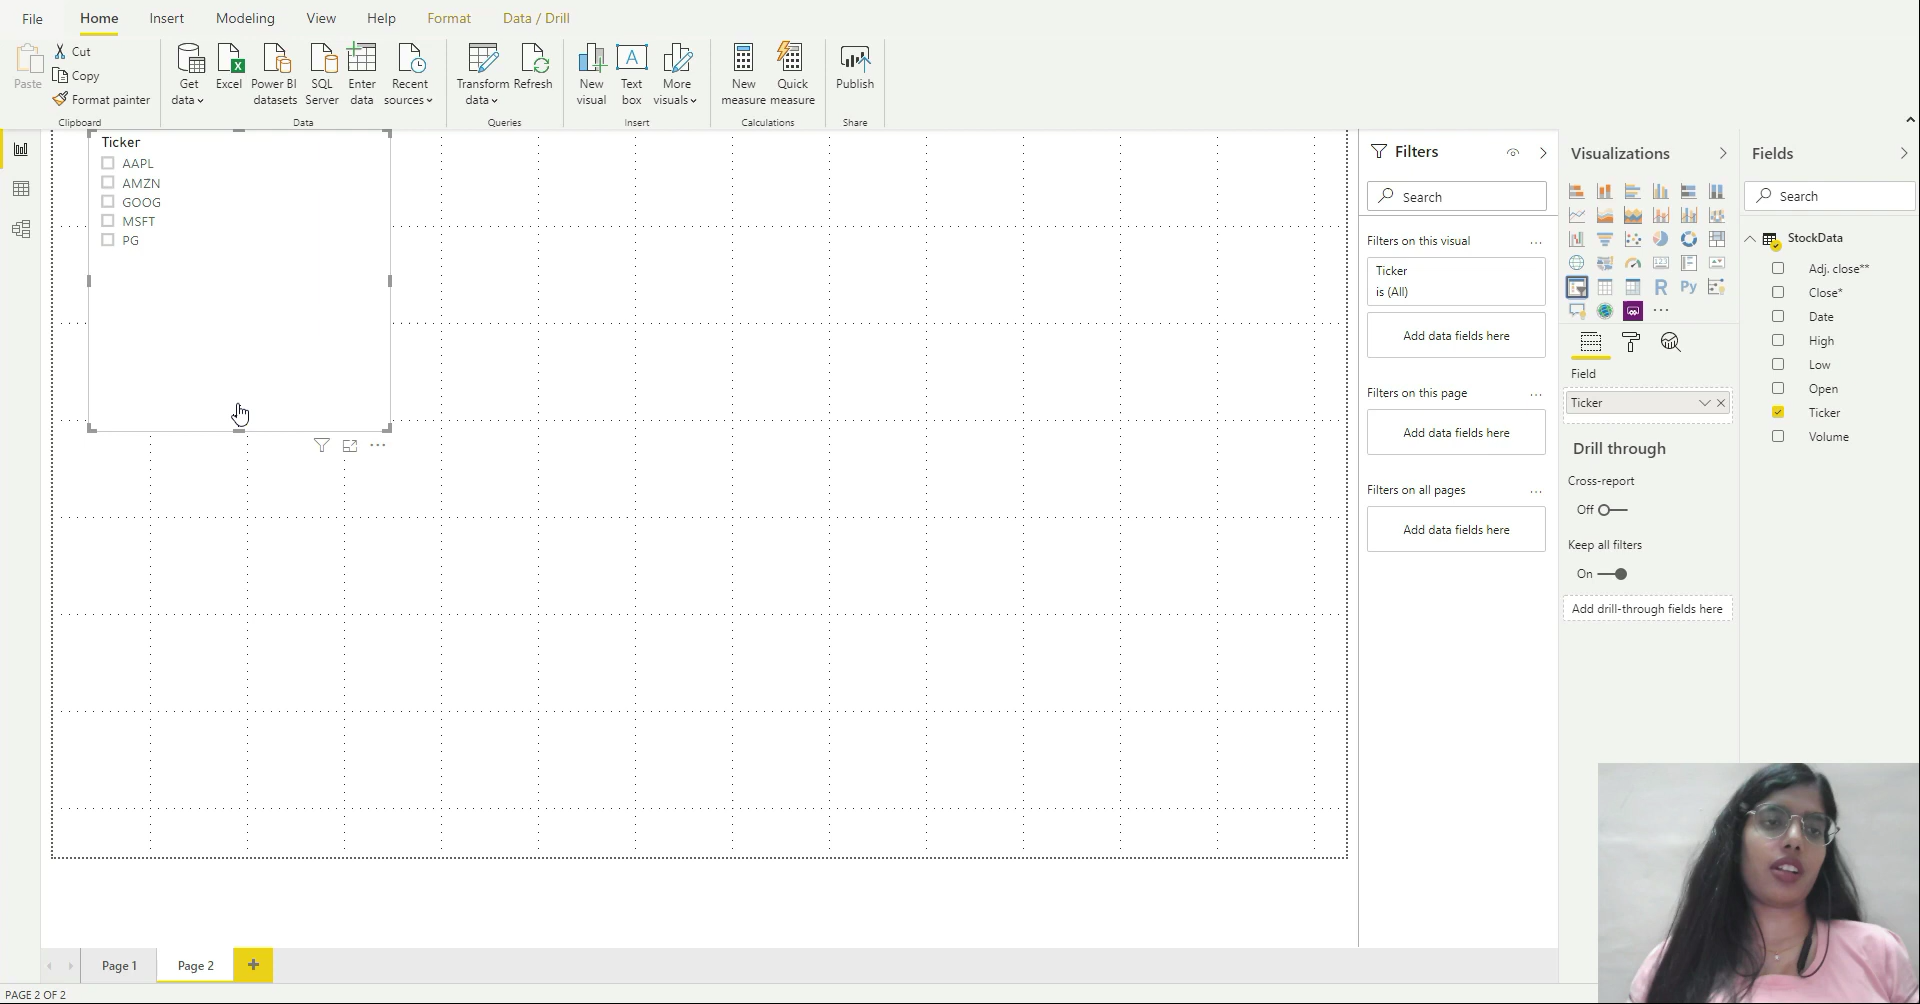 File Home Insert Modeling View Help Format Data / Drill
Paste
Cut
Copy
Format painter
Clipboard
Get data
Excel
Power BI datasets
SQL Server
Enter data
Recent sources
Data
Transform data
Refresh
Queries
New visual
Text box
More visuals
Insert
New measure
Quick measure
Calculations
Publish
Share
Ticker
AAPL
AMZN
GOOG
MSFT
PG
Filters
Search
Filters on this visual ...
Ticker
is (All)
Add data fields here
Filters on this page ...
Add data fields here
Filters on all pages ...
Add data fields here
Visualizations
123
R Py
Field
Ticker
Drill through
Cross-report
Off
Keep all filters
On
Add drill-through fields here
Fields
Search
StockData
Adj. close**
Close*
Date
High
Low
Open
Ticker
Volume
Page 1 Page 2 +
PAGE 2 OF 2